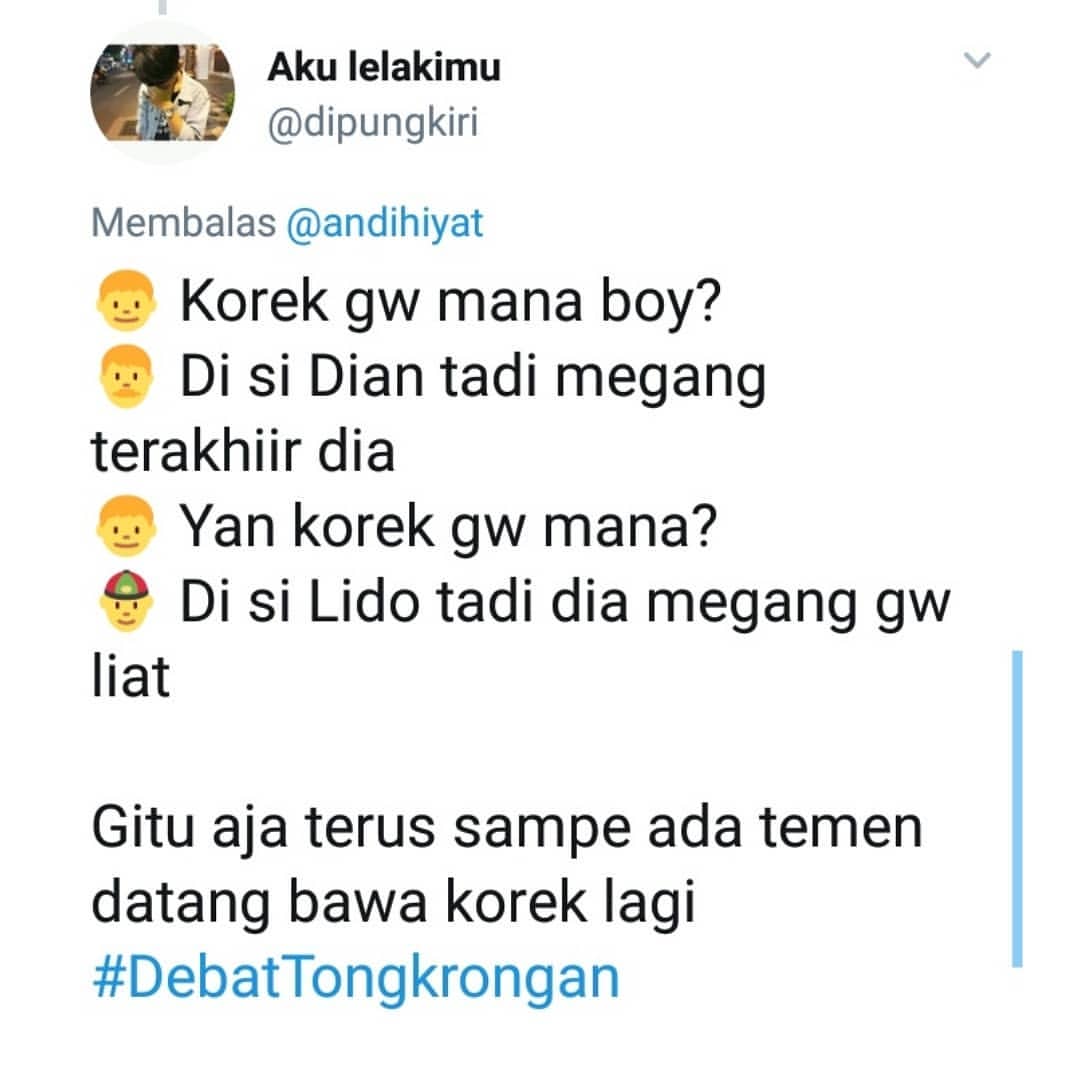 Aku lelakimu
@dipungkiri
Membalas @andihiyat
👦 Korek gw mana boy?
👨 Di si Dian tadi megang
terakhiir dia
👦 Yan korek gw mana?
👲 Di si Lido tadi dia megang gw
liat
Gitu aja terus sampe ada temen
datang bawa korek lagi
#DebatTongkrongan